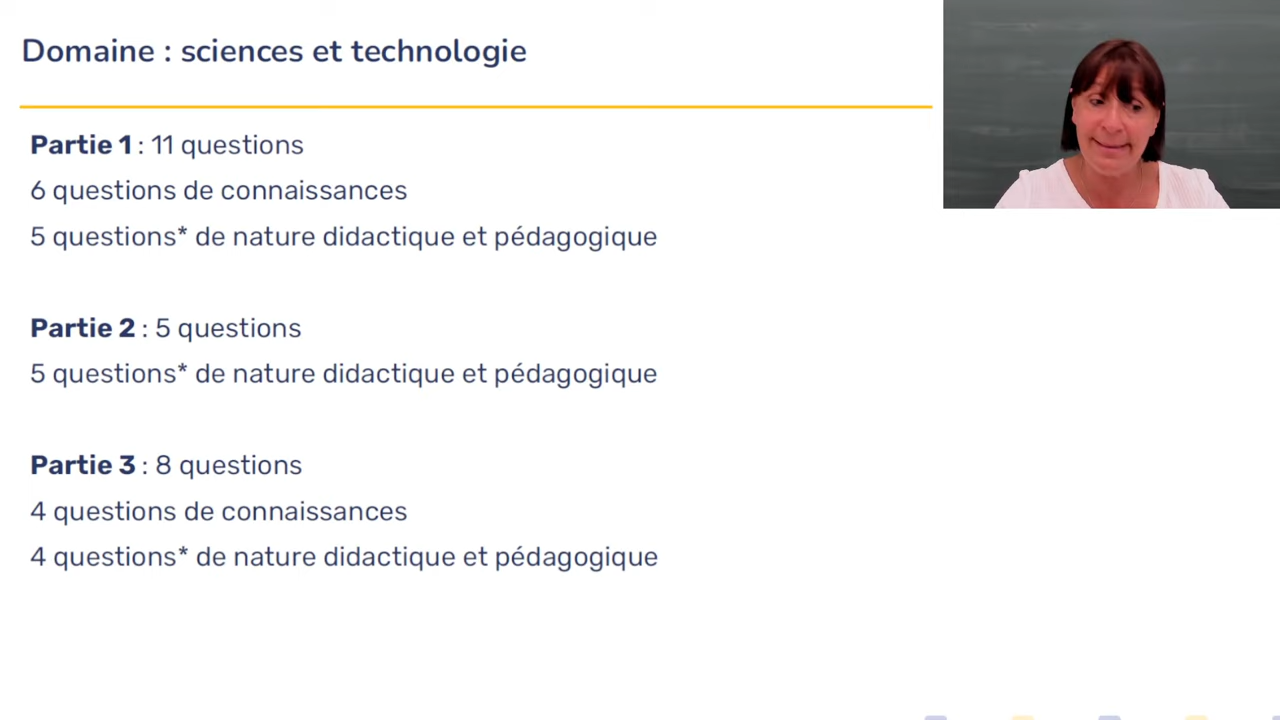 Domaine : sciences et technologie
Partie 1 : 11 questions
6 questions de connaissances
5 questions* de nature didactique et pédagogique
Partie 2 : 5 questions
5 questions* de nature didactique et pédagogique
Partie 3 : 8 questions
4 questions de connaissances
4 questions* de nature didactique et pédagogique